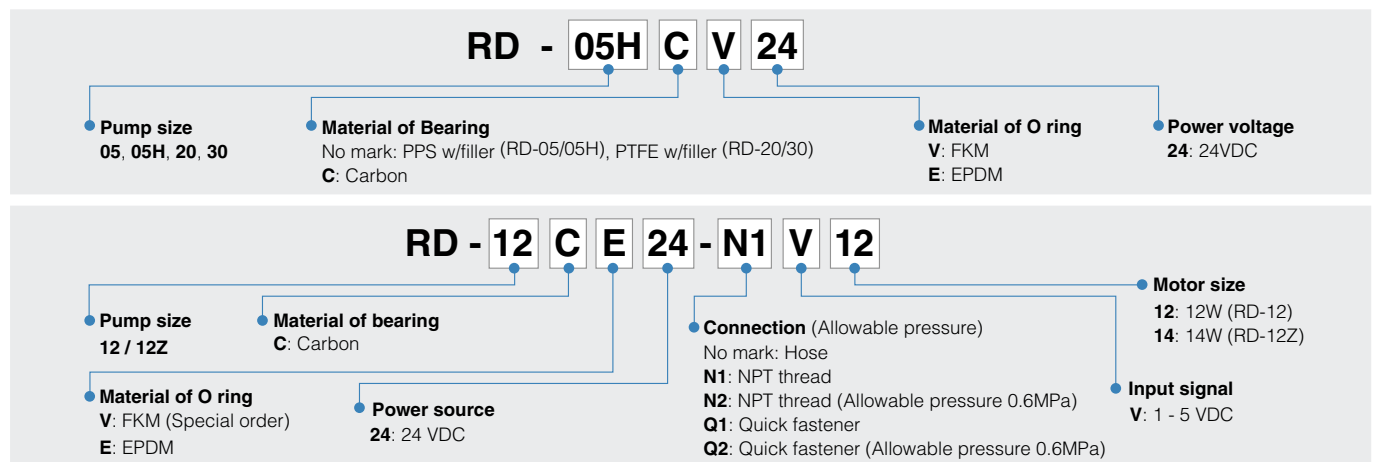 RD - 05H C V 24
Pump size
05, 05H, 20, 30
Material of Bearing
No mark: PPS w/filler (RD-05/05H), PTFE w/filler (RD-20/30)
C: Carbon
Material of O ring
V: FKM
E: EPDM
Power voltage
24: 24VDC
RD - 12 C E 24 - N1 V 12
Pump size
12 / 12Z
Material of bearing
C: Carbon
Material of O ring
V: FKM (Special order)
E: EPDM
Power source
24: 24 VDC
Connection (Allowable pressure)
No mark: Hose
N1: NPT thread
N2: NPT thread (Allowable pressure 0.6MPa)
Q1: Quick fastener
Q2: Quick fastener (Allowable pressure 0.6MPa)
Input signal
V: 1 - 5 VDC
Motor size
12: 12W (RD-12)
14: 14W (RD-12Z)